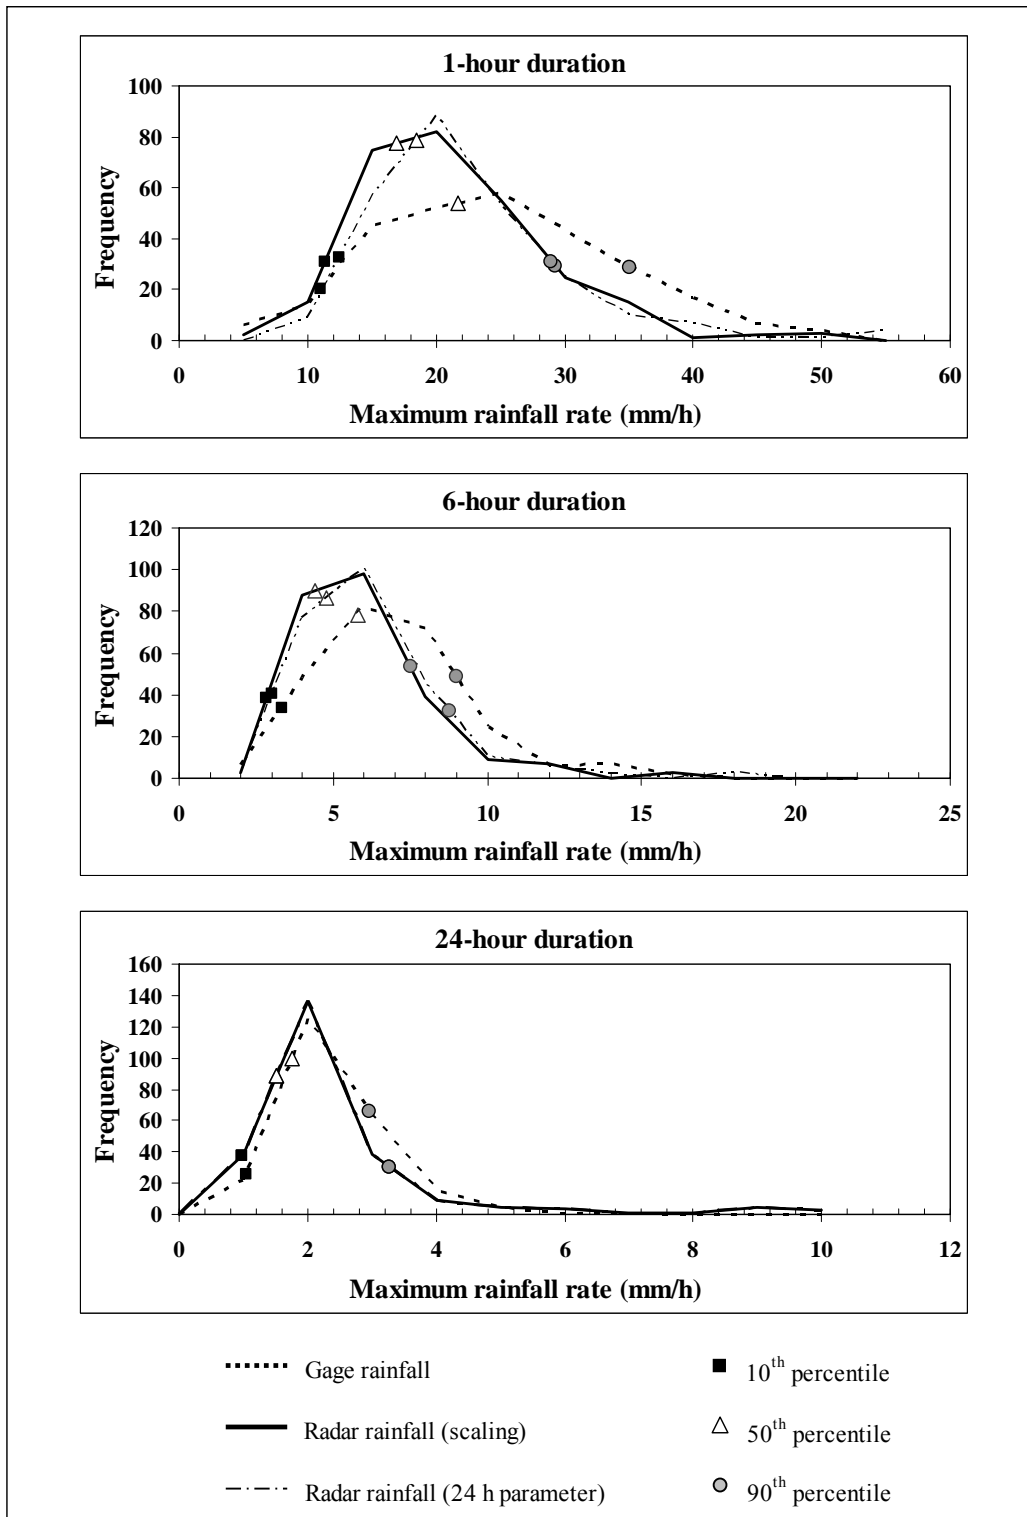 1-hour duration
100
80
60
40
20
0
Frequency
0 10 20 30 40 50 60
Maximum rainfall rate (mm/h)
6-hour duration
120
100
80
60
40
20
0
Frequency
0 5 10 15 20 25
Maximum rainfall rate (mm/h)
24-hour duration
160
140
120
100
80
60
40
20
0
Frequency
0 2 4 6 8 10 12
Maximum rainfall rate (mm/h)
Gage rainfall
10th percentile
Radar rainfall (scaling)
50th percentile
Radar rainfall (24 h parameter)
90th percentile